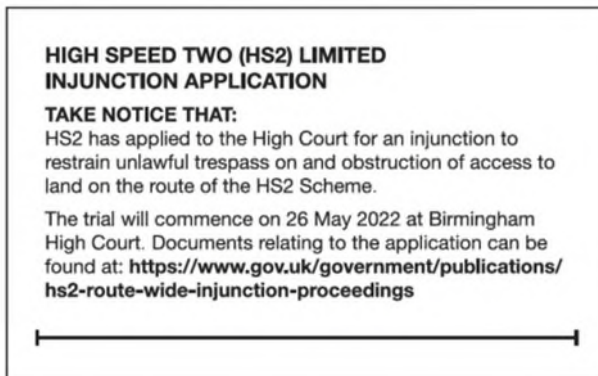 HIGH SPEED TWO (HS2) LIMITED
INJUNCTION APPLICATION
TAKE NOTICE THAT:
HS2 has applied to the High Court for an injunction to
restrain unlawful trespass on and obstruction of access to
land on the route of the HS2 Scheme.
The trial will commence on 26 May 2022 at Birmingham
High Court. Documents relating to the application can be
found at: https://www.gov.uk/government/publications/
hs2-route-wide-injunction-proceedings